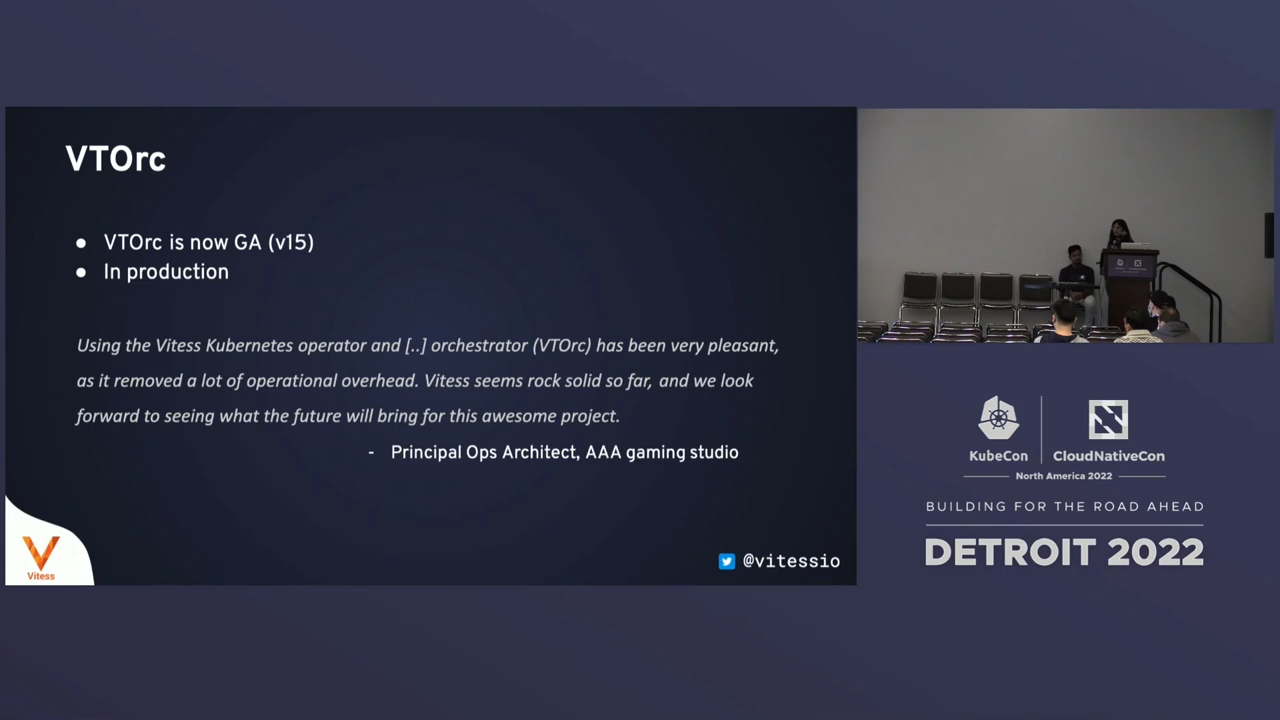 VTOrc
● VTOrc is now GA (v15)
● In production
Using the Vitess Kubernetes operator and [..] orchestrator (VTOrc) has been very pleasant,
as it removed a lot of operational overhead. Vitess seems rock solid so far, and we look
forward to seeing what the future will bring for this awesome project.
- Principal Ops Architect, AAA gaming studio
Vitess
@vitessio
KubeCon
CloudNativeCon
North America 2022
BUILDING FOR THE ROAD AHEAD
DETROIT 2022